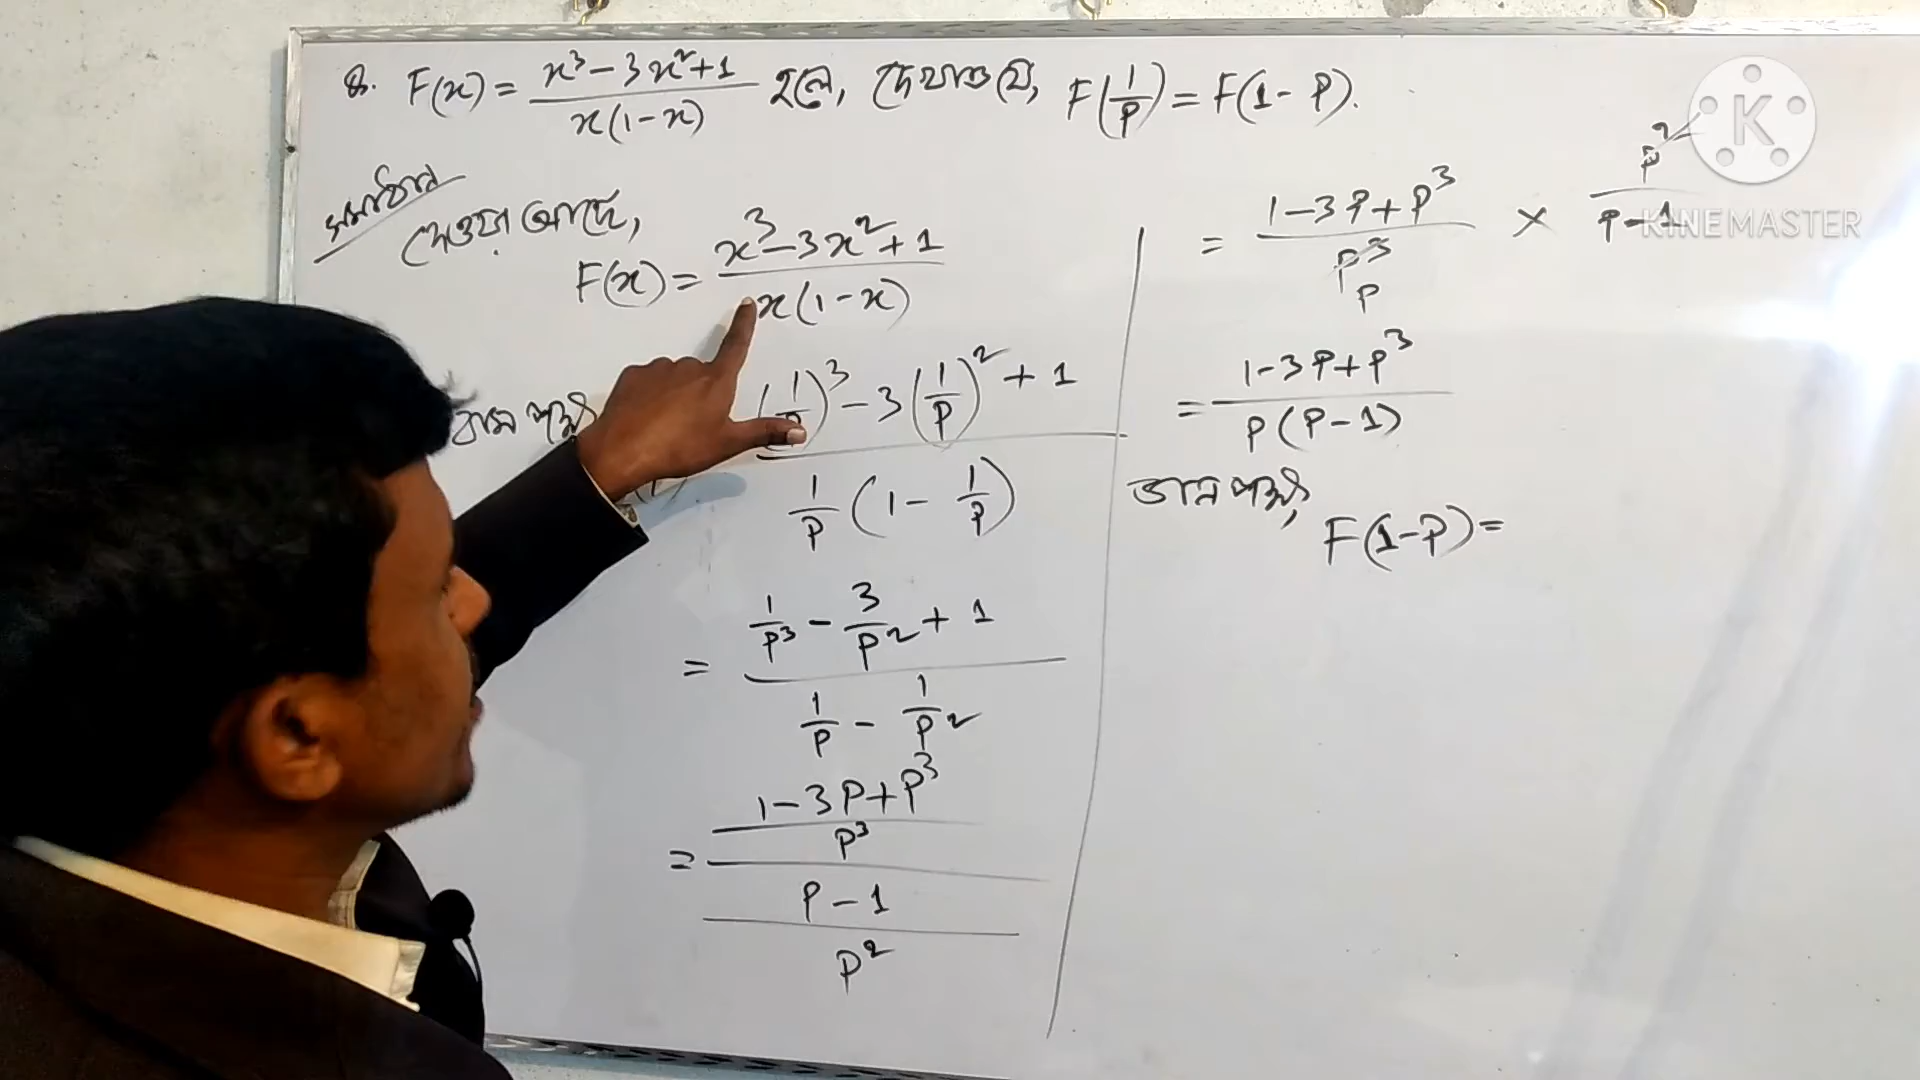 ক. F(x) = x³-3x²+1 / x(1-x) হলে, দেখাও যে, F(1/P) = F(1-P).
সমাধান
দেওয়া আছে,
F(x) = x³-3x²+1 / x(1-x)
বাম পক্ষ,
(1/P)³ - 3(1/P)² + 1 / 1/P (1 - 1/P)
= 1/P³ - 3/P² + 1 / 1/P - 1/P²
= 1-3P+P³ / P³ / P-1 / P²
= 1-3P+P³ / P³ P × P² / P-1
= 1-3P+P³ / P(P-1)
ডান পক্ষ,
F(1-P) =
K
KINEMASTER